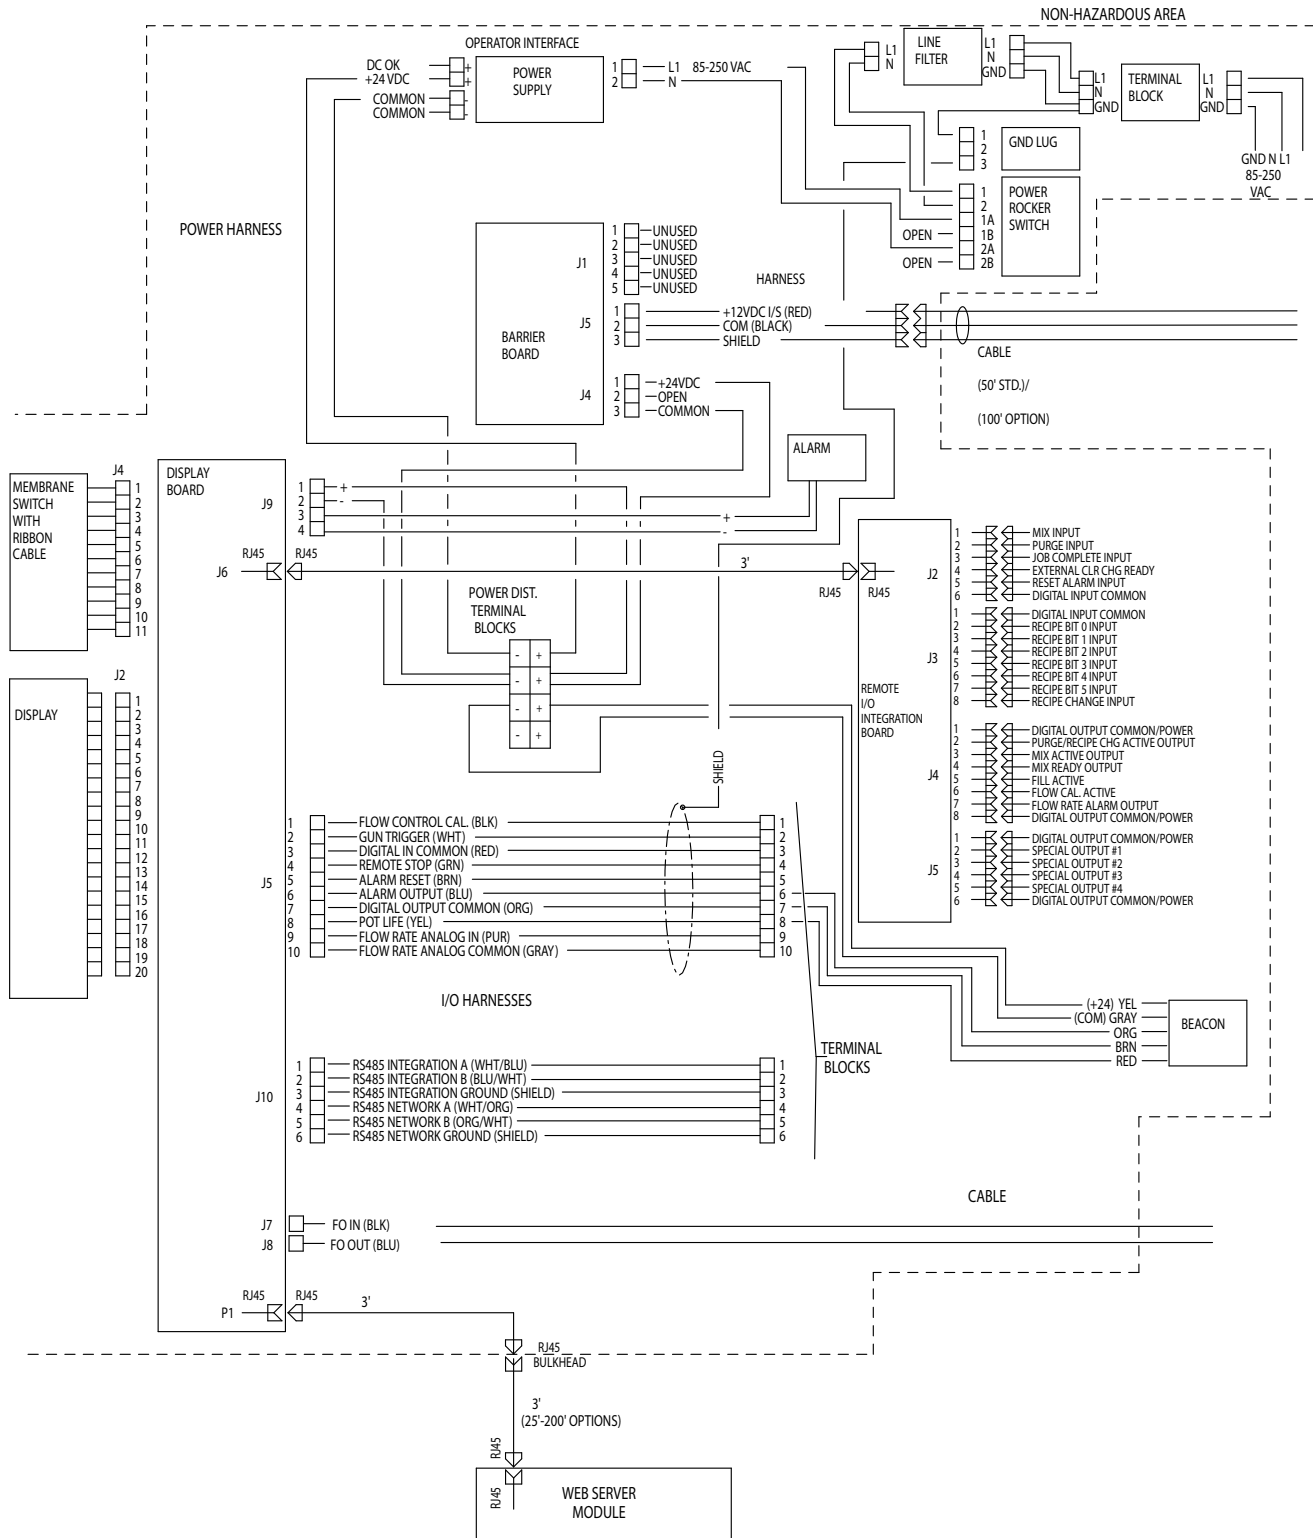 NON-HAZARDOUS AREA
OPERATOR INTERFACE
DC OK
+24 VDC
COMMON
COMMON
+
+
-
-
POWER
SUPPLY
1
2
L1 85-250 VAC
N
L1
N
LINE
FILTER
L1
N
GND
L1
N
GND
TERMINAL
BLOCK
L1
N
GND
GND N L1
85-250
VAC
1
2
3
GND LUG
1
2
1A
1B
2A
2B
OPEN
OPEN
POWER
ROCKER
SWITCH
POWER HARNESS
BARRIER
BOARD
J1
1 UNUSED
2 UNUSED
3 UNUSED
4 UNUSED
5 UNUSED
HARNESS
J5
1 +12VDC I/S (RED)
2 COM (BLACK)
3 SHIELD
J4
1 +24VDC
2 OPEN
3 COMMON
CABLE
(50' STD.)/
(100' OPTION)
ALARM
+
-
MEMBRANE
SWITCH
WITH
RIBBON
CABLE
J4
1
2
3
4
5
6
7
8
9
10
11
DISPLAY
BOARD
J9
1 +
2 -
3
4
J6
RJ45
RJ45
3'
RJ45
RJ45
POWER DIST.
TERMINAL
BLOCKS
- +
- +
- +
- +
DISPLAY
J2
1
2
3
4
5
6
7
8
9
10
11
12
13
14
15
16
17
18
19
20
REMOTE
I/O
INTEGRATION
BOARD
J2
1 MIX INPUT
2 PURGE INPUT
3 JOB COMPLETE INPUT
4 EXTERNAL CLR CHG READY
5 RESET ALARM INPUT
6 DIGITAL INPUT COMMON
J3
1 DIGITAL INPUT COMMON
2 RECIPE BIT 0 INPUT
3 RECIPE BIT 1 INPUT
4 RECIPE BIT 2 INPUT
5 RECIPE BIT 3 INPUT
6 RECIPE BIT 4 INPUT
7 RECIPE BIT 5 INPUT
8 RECIPE CHANGE INPUT
J4
1 DIGITAL OUTPUT COMMON/POWER
2 PURGE/RECIPE CHG ACTIVE OUTPUT
3 MIX ACTIVE OUTPUT
4 MIX READY OUTPUT
5 FILL ACTIVE
6 FLOW CAL. ACTIVE
7 FLOW RATE ALARM OUTPUT
8 DIGITAL OUTPUT COMMON/POWER
J5
1 DIGITAL OUTPUT COMMON/POWER
2 SPECIAL OUTPUT #1
3 SPECIAL OUTPUT #2
4 SPECIAL OUTPUT #3
5 SPECIAL OUTPUT #4
6 DIGITAL OUTPUT COMMON/POWER
SHIELD
J5
1 FLOW CONTROL CAL. (BLK) 1
2 GUN TRIGGER (WHT) 2
3 DIGITAL IN COMMON (RED) 3
4 REMOTE STOP (GRN) 4
5 ALARM RESET (BRN) 5
6 ALARM OUTPUT (BLU) 6
7 DIGITAL OUTPUT COMMON (ORG) 7
8 POT LIFE (YEL) 8
9 FLOW RATE ANALOG IN (PUR) 9
10 FLOW RATE ANALOG COMMON (GRAY) 10
I/O HARNESSES
(+24) YEL
(COM) GRAY
ORG
BRN
RED
BEACON
TERMINAL
BLOCKS
J10
1 RS485 INTEGRATION A (WHT/BLU) 1
2 RS485 INTEGRATION B (BLU/WHT) 2
3 RS485 INTEGRATION GROUND (SHIELD) 3
4 RS485 NETWORK A (WHT/ORG) 4
5 RS485 NETWORK B (ORG/WHT) 5
6 RS485 NETWORK GROUND (SHIELD) 6
CABLE
J7 FO IN (BLK)
J8 FO OUT (BLU)
P1
RJ45
RJ45
3'
RJ45
BULKHEAD
3'
(25'-200' OPTIONS)
RJ45
RJ45
WEB SERVER
MODULE